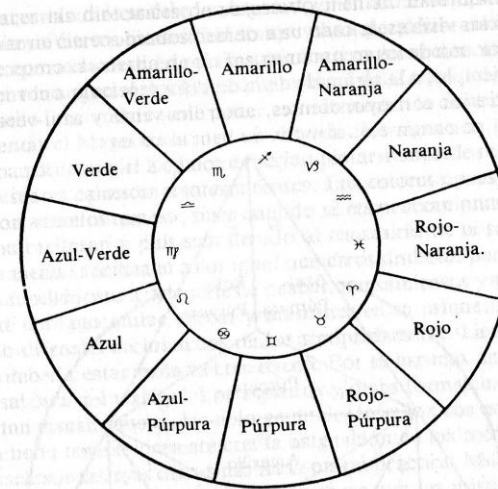 Amarillo-
Verde
Amarillo
Amarillo-
Naranja
Naranja
Rojo-
Naranja.
Rojo
Rojo-
Púrpura
Púrpura
Azul-
Púrpura
Azul
Azul-Verde
Verde
♐
♑
♒
♓
♈
♉
♊
♋
♌
♍
♎
♏